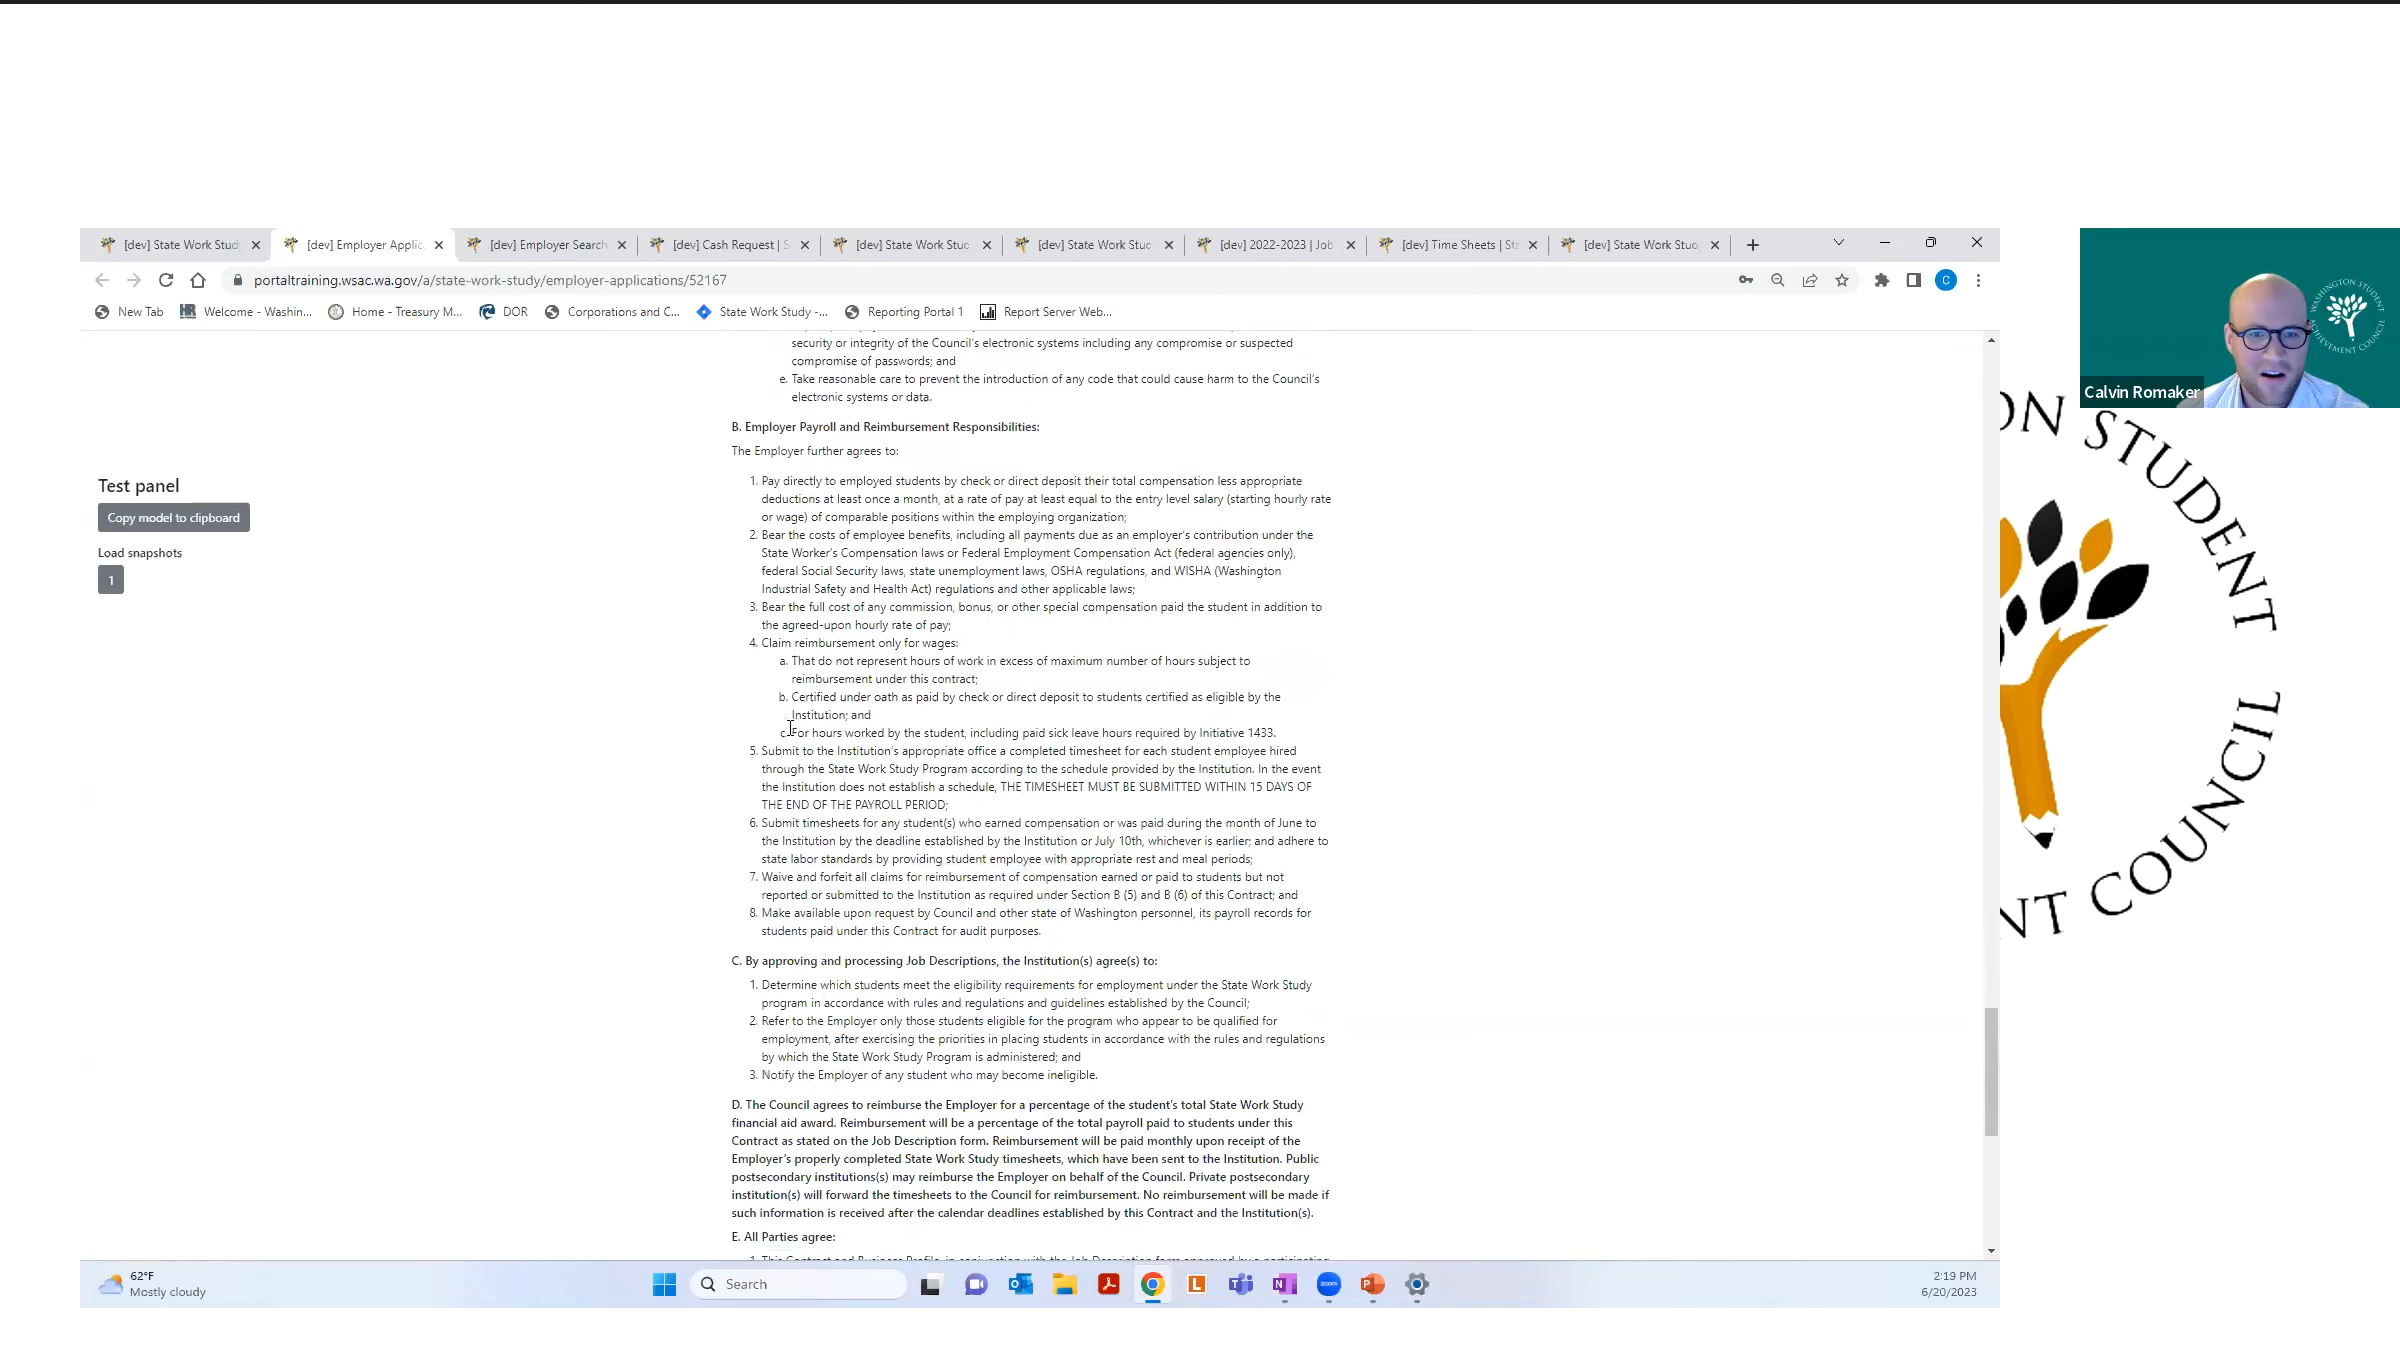 [dev] State Work Stud
[dev] Employer Applic
[dev] Employer Search
[dev] Cash Request | S
[dev] State Work Stud
[dev] State Work Stud
[dev] 2022-2023 | Job
[dev] Time Sheets | Sta
[dev] State Work Stud
portaltraining.wsac.wa.gov/a/state-work-study/employer-applications/52167
C
New Tab
Welcome - Washin...
Home - Treasury M...
DOR
Corporations and C...
State Work Study -...
Reporting Portal 1
Report Server Web...
security or integrity of the Council's electronic systems including any compromise or suspected
compromise of passwords; and
e. Take reasonable care to prevent the introduction of any code that could cause harm to the Council's
electronic systems or data.
B. Employer Payroll and Reimbursement Responsibilities:
The Employer further agrees to:
1. Pay directly to employed students by check or direct deposit their total compensation less appropriate
deductions at least once a month, at a rate of pay at least equal to the entry level salary (starting hourly rate
or wage) of comparable positions within the employing organization;
2. Bear the costs of employee benefits, including all payments due as an employer's contribution under the
State Worker's Compensation laws or Federal Employment Compensation Act (federal agencies only),
federal Social Security laws, state unemployment laws, OSHA regulations, and WISHA (Washington
Industrial Safety and Health Act) regulations and other applicable laws;
3. Bear the full cost of any commission, bonus, or other special compensation paid the student in addition to
the agreed-upon hourly rate of pay;
4. Claim reimbursement only for wages:
a. That do not represent hours of work in excess of maximum number of hours subject to
reimbursement under this contract;
b. Certified under oath as paid by check or direct deposit to students certified as eligible by the
Institution; and
c. For hours worked by the student, including paid sick leave hours required by Initiative 1433.
5. Submit to the Institution's appropriate office a completed timesheet for each student employee hired
through the State Work Study Program according to the schedule provided by the Institution. In the event
the Institution does not establish a schedule, THE TIMESHEET MUST BE SUBMITTED WITHIN 15 DAYS OF
THE END OF THE PAYROLL PERIOD;
6. Submit timesheets for any student(s) who earned compensation or was paid during the month of June to
the Institution by the deadline established by the Institution or July 10th, whichever is earlier; and adhere to
state labor standards by providing student employee with appropriate rest and meal periods;
7. Waive and forfeit all claims for reimbursement of compensation earned or paid to students but not
reported or submitted to the Institution as required under Section B (5) and B (6) of this Contract; and
8. Make available upon request by Council and other state of Washington personnel, its payroll records for
students paid under this Contract for audit purposes.
C. By approving and processing Job Descriptions, the Institution(s) agree(s) to:
1. Determine which students meet the eligibility requirements for employment under the State Work Study
program in accordance with rules and regulations and guidelines established by the Council;
2. Refer to the Employer only those students eligible for the program who appear to be qualified for
employment, after exercising the priorities in placing students in accordance with the rules and regulations
by which the State Work Study Program is administered; and
3. Notify the Employer of any student who may become ineligible.
D. The Council agrees to reimburse the Employer for a percentage of the student's total State Work Study
financial aid award. Reimbursement will be a percentage of the total payroll paid to students under this
Contract as stated on the Job Description form. Reimbursement will be paid monthly upon receipt of the
Employer's properly completed State Work Study timesheets, which have been sent to the Institution. Public
postsecondary institutions(s) may reimburse the Employer on behalf of the Council. Private postsecondary
institution(s) will forward the timesheets to the Council for reimbursement. No reimbursement will be made if
such information is received after the calendar deadlines established by this Contract and the Institution(s).
E. All Parties agree:
Test panel
Copy model to clipboard
Load snapshots
1
62°F
Mostly cloudy
Search
2:19 PM
6/20/2023
WASHINGTON STUDENT
ACHIEVEMENT COUNCIL
Calvin Romaker
ON STUDENT
NT COUNCIL